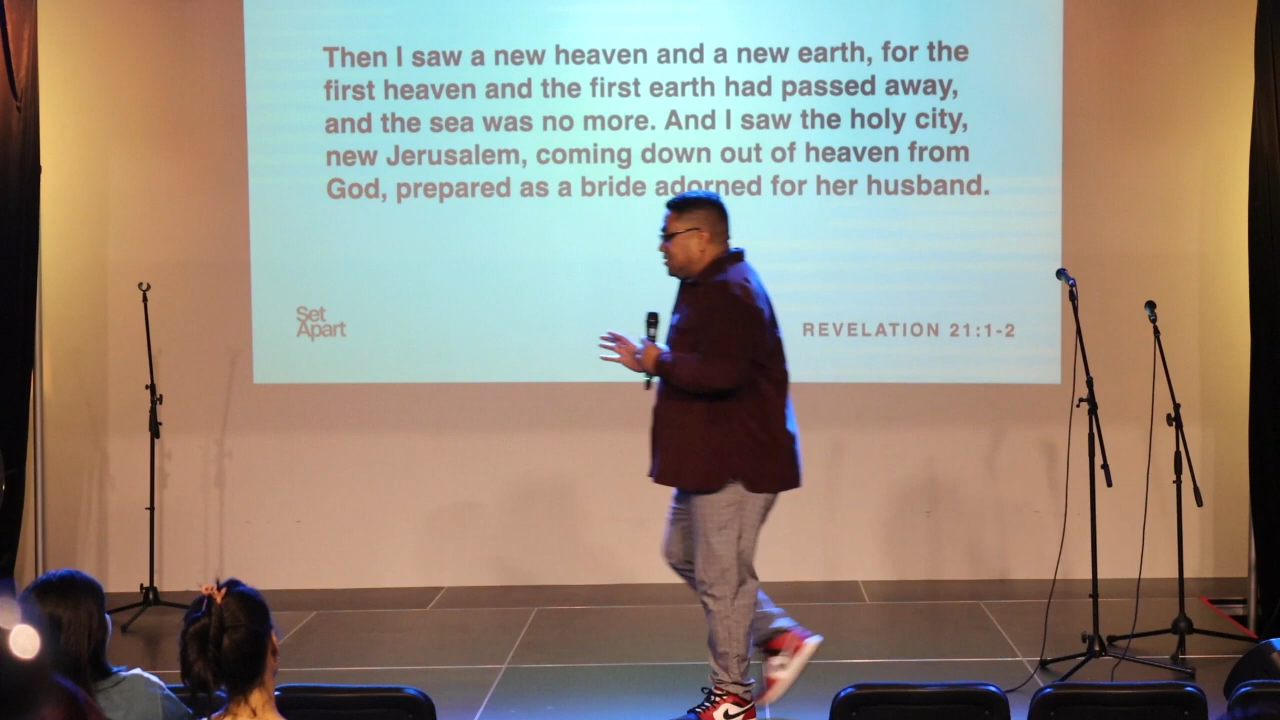 Then I saw a new heaven and a new earth, for the
first heaven and the first earth had passed away,
and the sea was no more. And I saw the holy city,
new Jerusalem, coming down out of heaven from
God, prepared as a bride adorned for her husband.
Set
Apart
REVELATION 21:1-2